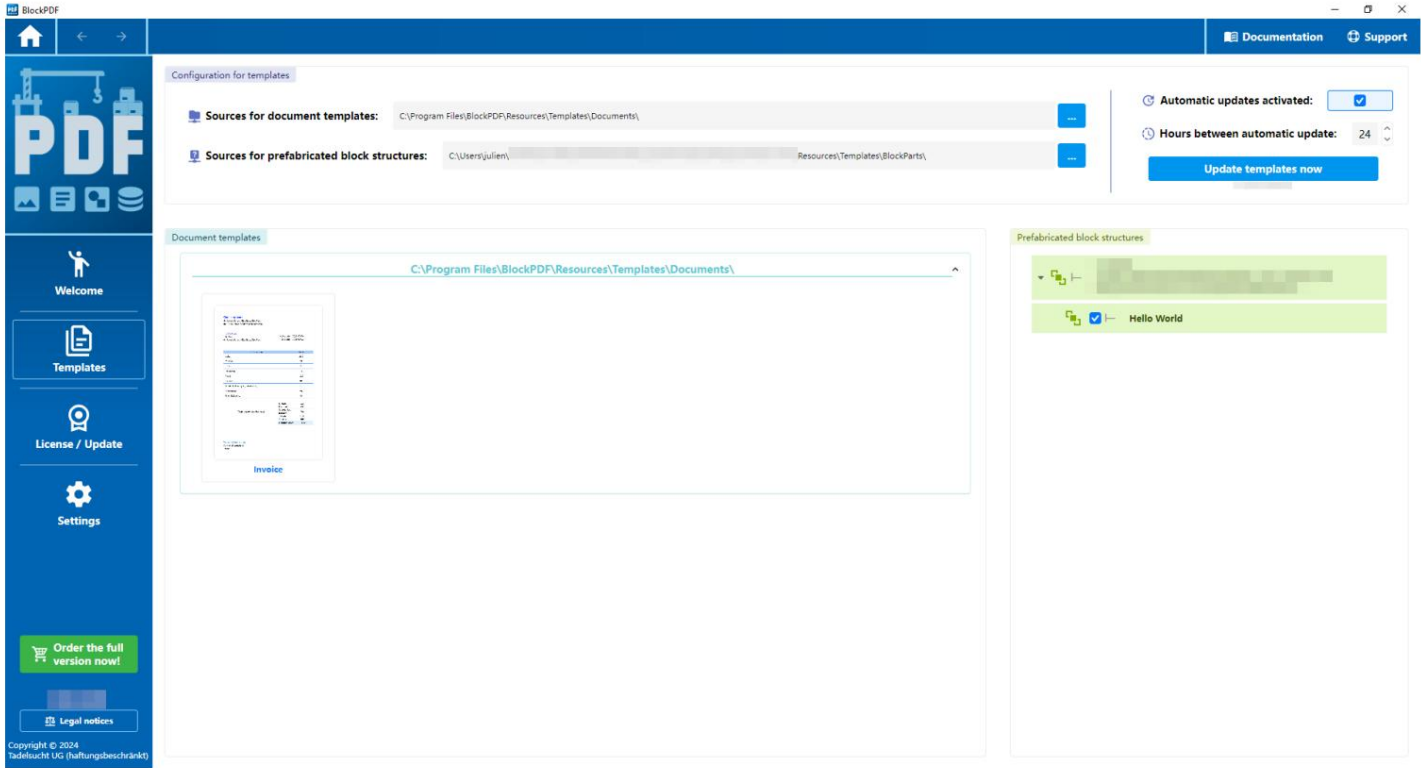 BlockPDF
Documentation
Support
PDF
Configuration for templates
Sources for document templates:
C:\Program Files\BlockPDF\Resources\Templates\Documents\
...
Sources for prefabricated block structures:
C:\Users\julien\
Resources\Templates\BlockParts\
...
Automatic updates activated:
Hours between automatic update:
24
Update templates now
Welcome
Templates
License / Update
Settings
Order the full
version now!
Legal notices
Copyright © 2024
Tadelsucht UG (haftungsbeschränkt)
Document templates
C:\Program Files\BlockPDF\Resources\Templates\Documents\
Invoice
Prefabricated block structures
Hello World